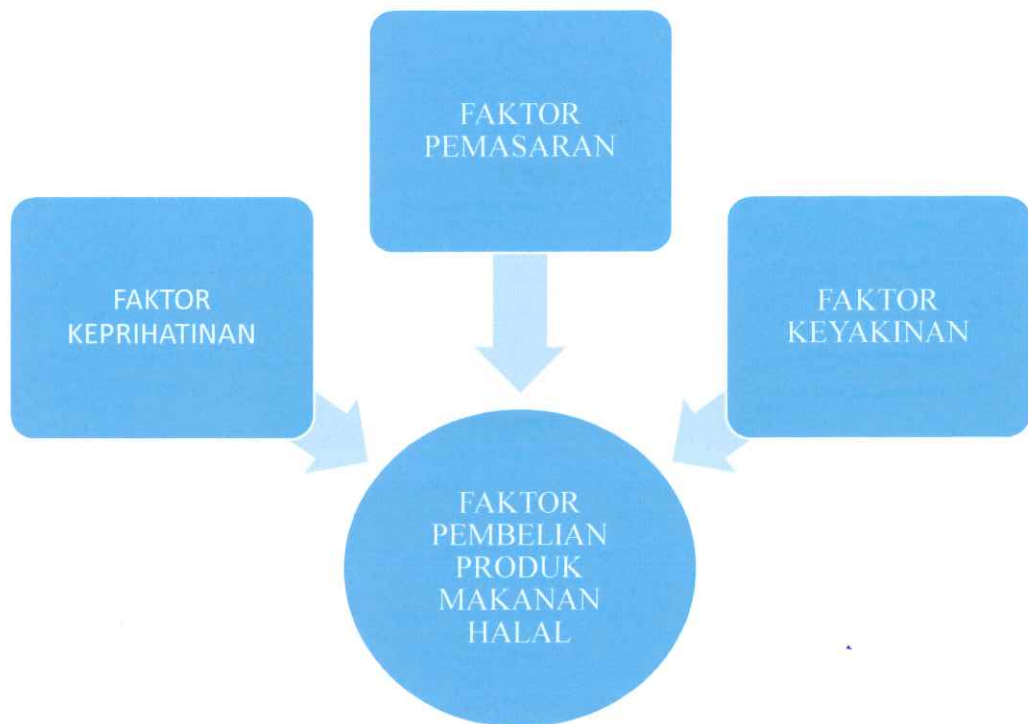 FAKTOR
PEMASARAN
FAKTOR
KEPRIHATINAN
FAKTOR
KEYAKINAN
FAKTOR
PEMBELIAN
PRODUK
MAKANAN
HALAL